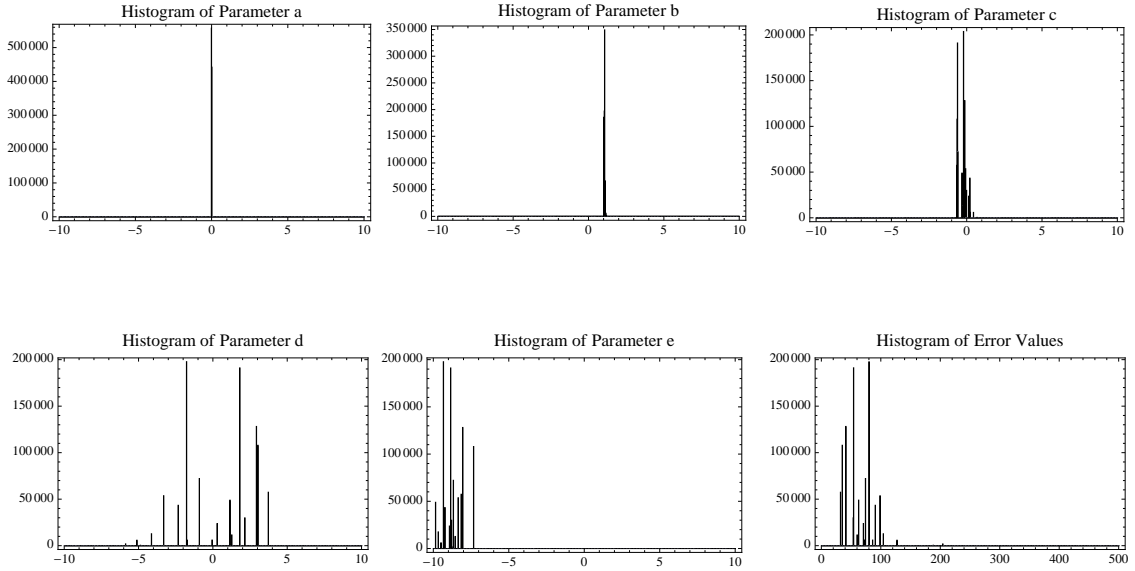 Histogram of Parameter a
500000
400000
300000
200000
100000
0
−10 −5 0 5 10
Histogram of Parameter b
350000
300000
250000
200000
150000
100000
50000
0
−10 −5 0 5 10
Histogram of Parameter c
200000
150000
100000
50000
0
−10 −5 0 5 10
Histogram of Parameter d
200000
150000
100000
50000
0
−10 −5 0 5 10
Histogram of Parameter e
200000
150000
100000
50000
0
−10 −5 0 5 10
Histogram of Error Values
200000
150000
100000
50000
0
0 100 200 300 400 500